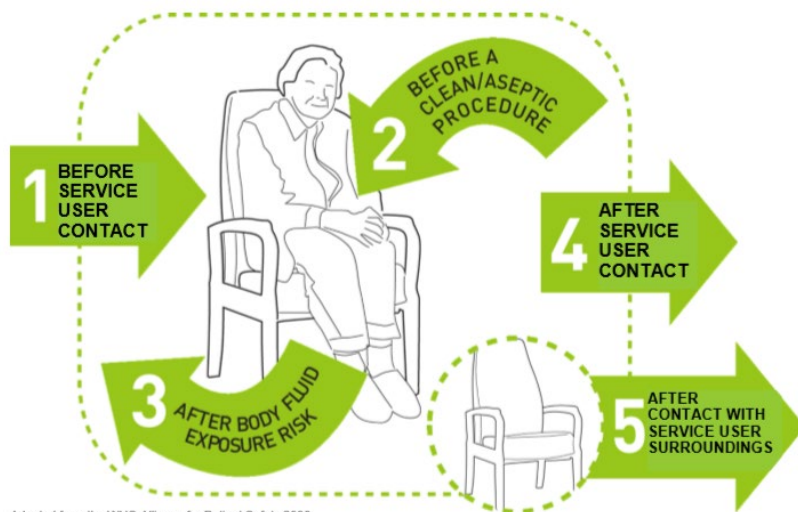 1
BEFORE
SERVICE
USER
CONTACT
2
BEFORE A
CLEAN/ASEPTIC
PROCEDURE
3
AFTER BODY FLUID
EXPOSURE RISK
4
AFTER
SERVICE
USER
CONTACT
5
AFTER
CONTACT WITH
SERVICE USER
SURROUNDINGS